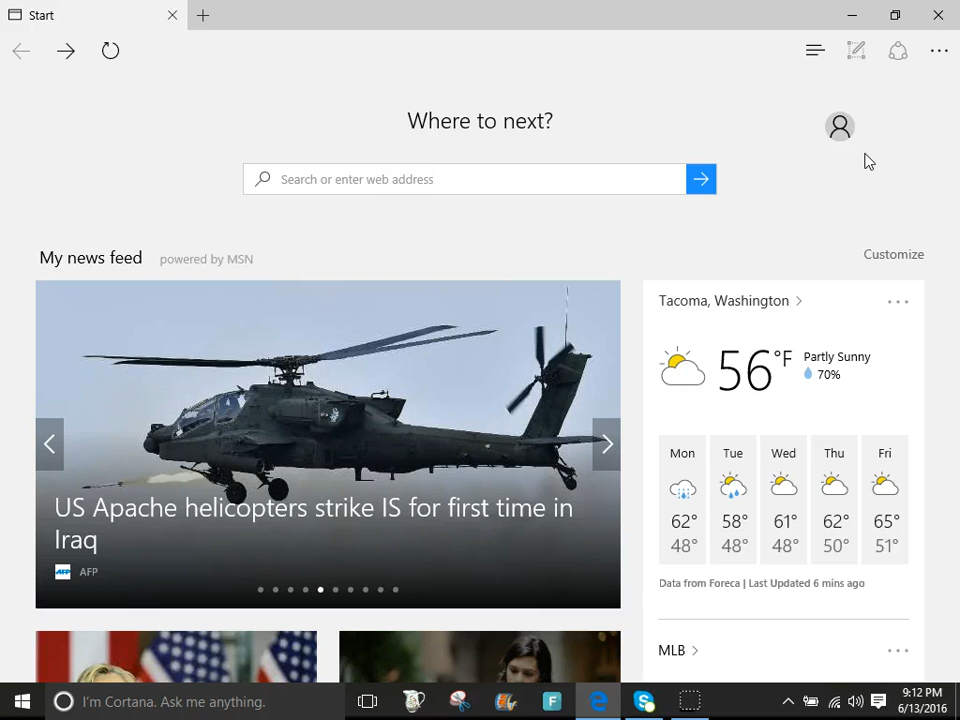 Start
Where to next?
Search or enter web address
My news feed powered by MSN
Customize
US Apache helicopters strike IS for first time in
Iraq
AFP AFP
Tacoma, Washington
56°F
Partly Sunny
70%
Mon Tue Wed Thu Fri
62° 58° 61° 62° 65°
48° 48° 48° 50° 51°
Data from Foreca | Last Updated 6 mins ago
MLB
I'm Cortana. Ask me anything.
F
9:12 PM
6/13/2016